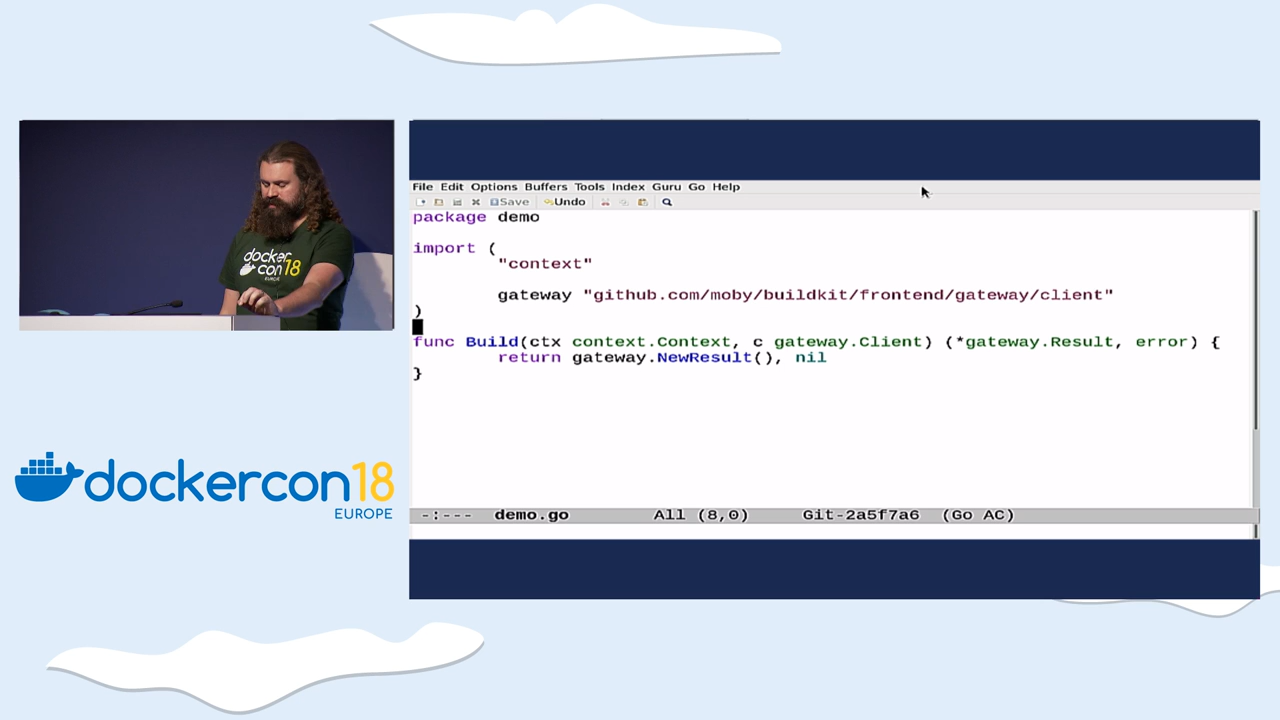 docker
con18
EUROPE
dockercon18
EUROPE
File Edit Options Buffers Tools Index Guru Go Help
Save Undo
package demo
import (
"context"
gateway "github.com/moby/buildkit/frontend/gateway/client"
)
func Build(ctx context.Context, c gateway.Client) (*gateway.Result, error) {
return gateway.NewResult(), nil
}
-:--- demo.go All (8,0) Git-2a5f7a6 (Go AC)